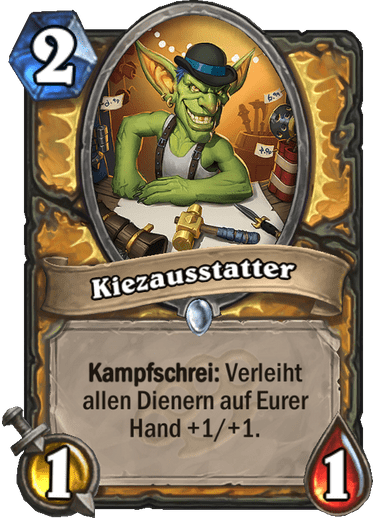 2
Kiezausstatter
Kampfschrei: Verleiht
allen Dienern auf Eurer
Hand +1/+1.
1
1